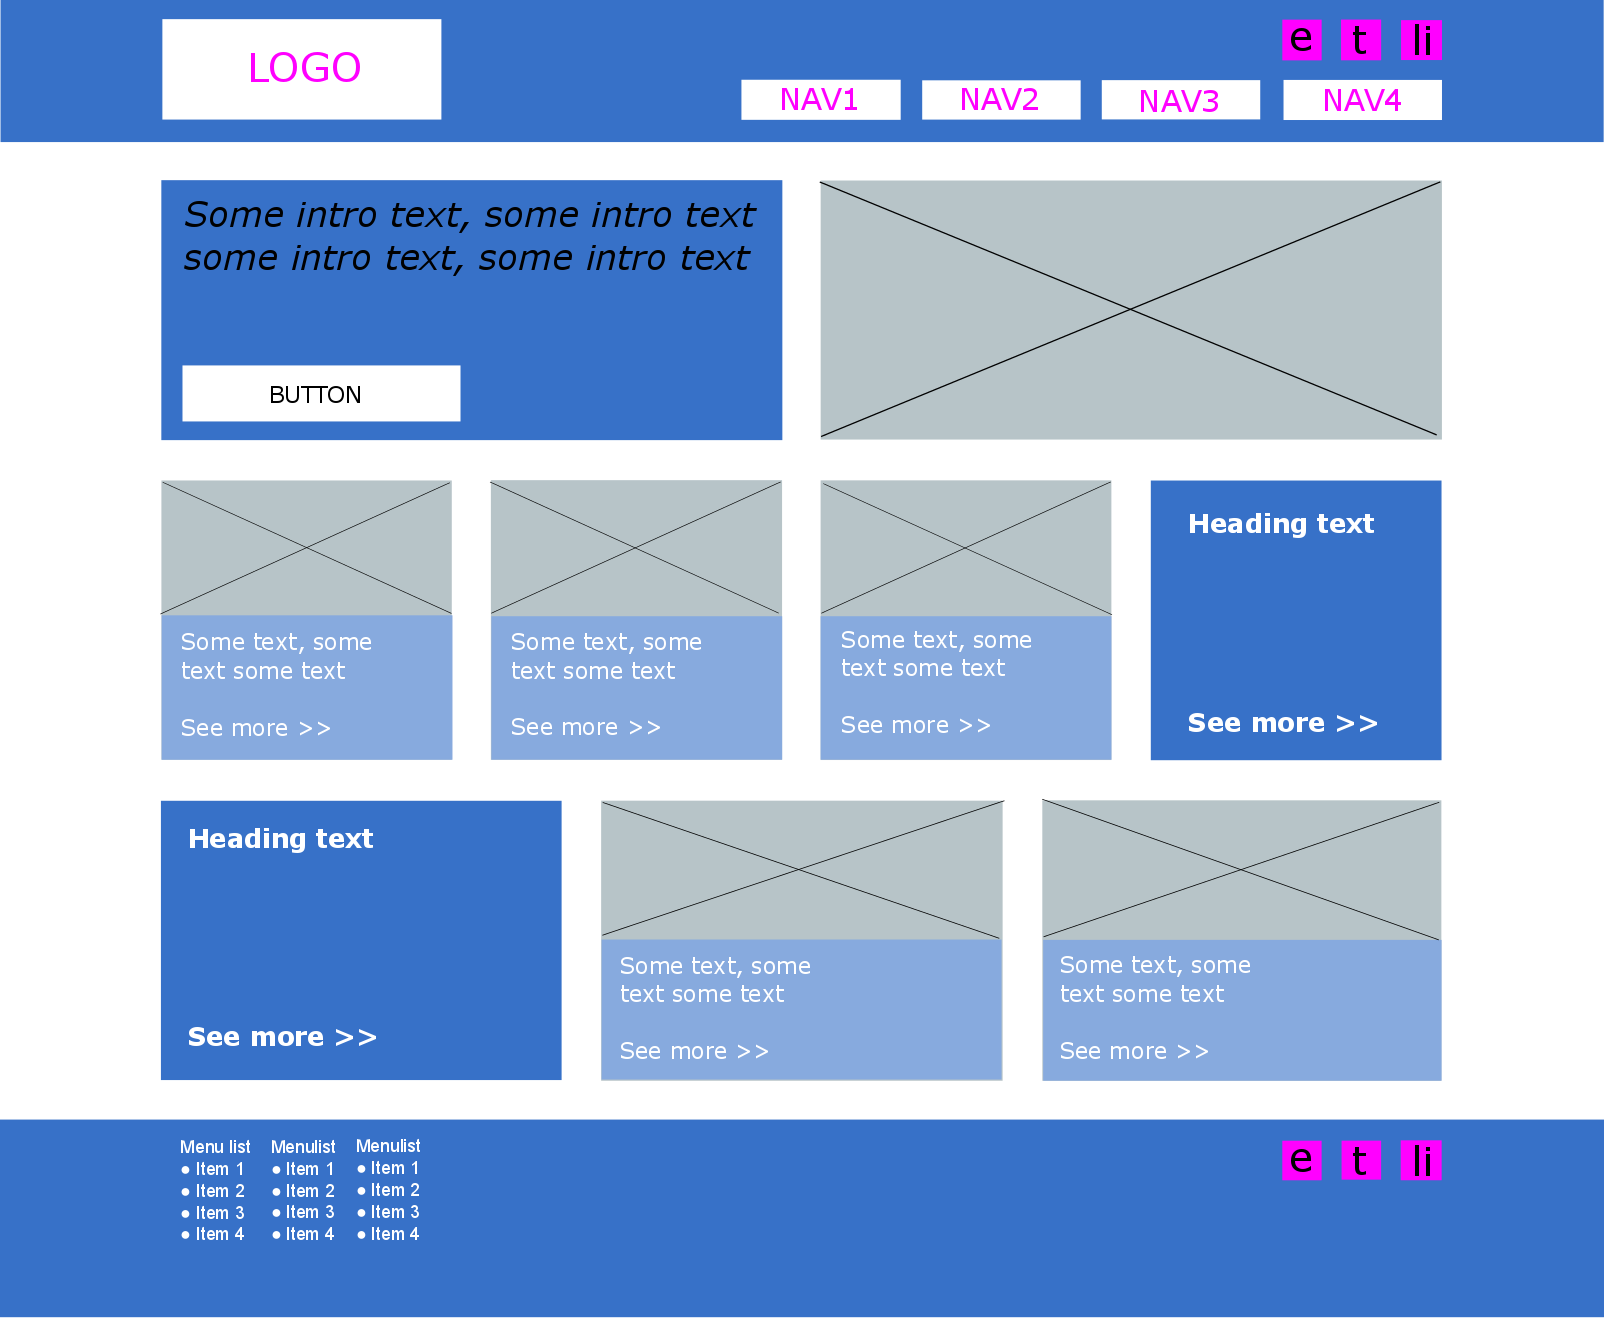 LOGO
e t li
NAV1 NAV2 NAV3 NAV4
Some intro text, some intro text
some intro text, some intro text
BUTTON
Some text, some
text some text
See more >>
Some text, some
text some text
See more >>
Some text, some
text some text
See more >>
Heading text
See more >>
Heading text
See more >>
Some text, some
text some text
See more >>
Some text, some
text some text
See more >>
Menu list
● Item 1
● Item 2
● Item 3
● Item 4
Menulist
● Item 1
● Item 2
● Item 3
● Item 4
Menulist
● Item 1
● Item 2
● Item 3
● Item 4
e t li